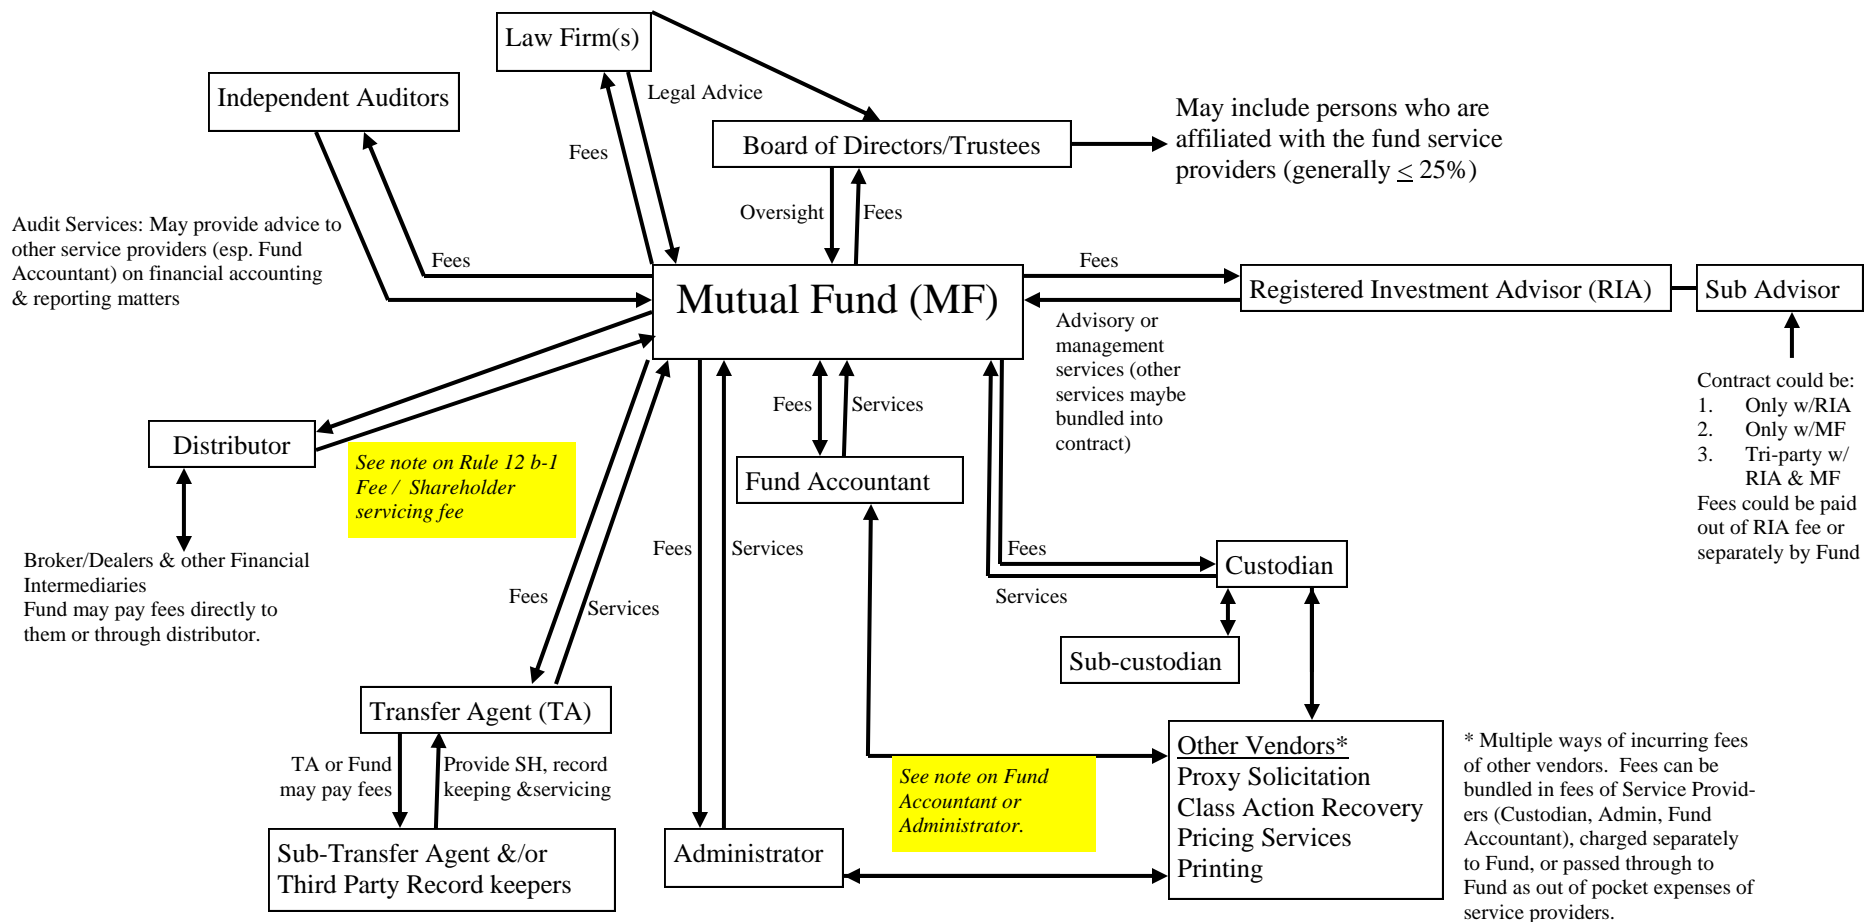 Law Firm(s)
Independent Auditors
Legal Advice
Fees
Board of Directors/Trustees
May include persons who are
affiliated with the fund service
providers (generally < 25%)
Oversight
Fees
Audit Services: May provide advice to
other service providers (esp. Fund
Accountant) on financial accounting
& reporting matters
Fees
Mutual Fund (MF)
Fees
Registered Investment Advisor (RIA)
Sub Advisor
Advisory or
management
services (other
services maybe
bundled into
contract)
Contract could be:
1. Only w/RIA
2. Only w/MF
3. Tri-party w/
RIA & MF
Fees could be paid
out of RIA fee or
separately by Fund
Distributor
See note on Rule 12 b-1
Fee / Shareholder
servicing fee
Fees
Services
Fund Accountant
Broker/Dealers & other Financial
Intermediaries
Fund may pay fees directly to
them or through distributor.
Fees
Services
Fees
Services
Fees
Services
Custodian
Sub-custodian
Transfer Agent (TA)
TA or Fund
may pay fees
Provide SH, record
keeping &servicing
Sub-Transfer Agent &/or
Third Party Record keepers
Administrator
See note on Fund
Accountant or
Administrator.
Other Vendors*
Proxy Solicitation
Class Action Recovery
Pricing Services
Printing
* Multiple ways of incurring fees
of other vendors. Fees can be
bundled in fees of Service Provid-
ers (Custodian, Admin, Fund
Accountant), charged separately
to Fund, or passed through to
Fund as out of pocket expenses of
service providers.